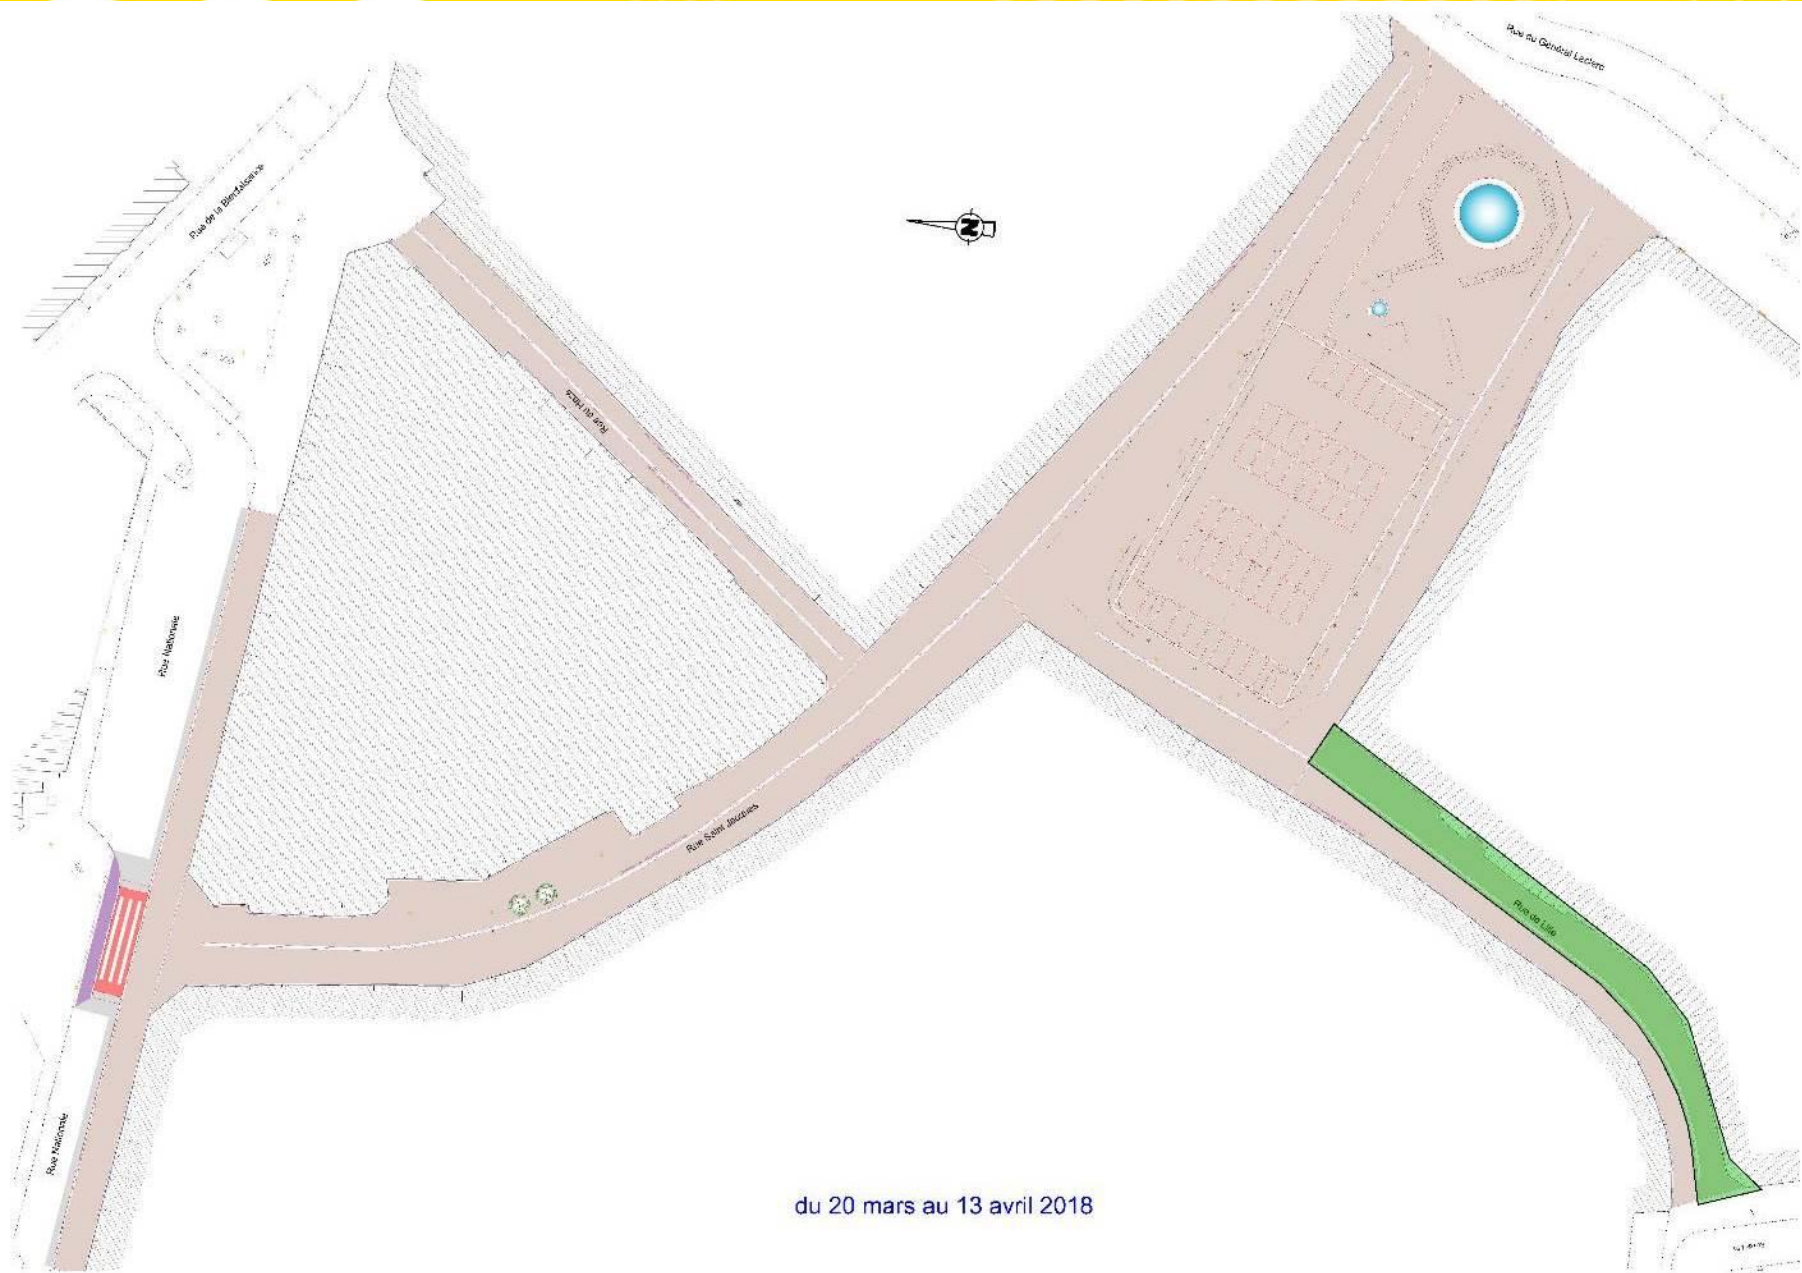 Rue du Général Leclerc
Rue de la Bienfaisance
N
Rue du Heck
Rue Nationale
Rue Saint Jacques
Rue de Lille
Rue Nationale
du 20 mars au 13 avril 2018